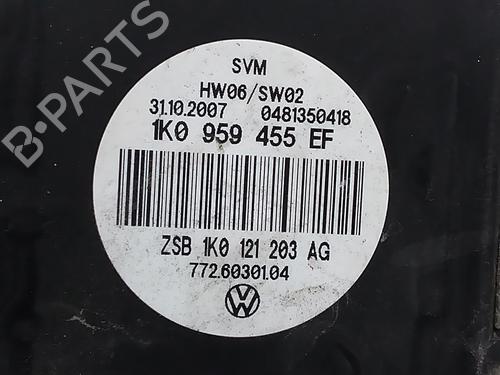 B-PARTS
SVM
HW06/SW02
31.10.2007 0481350418
1K0 959 455 EF
ZSB 1K0 121 203 AG
772.60301.04